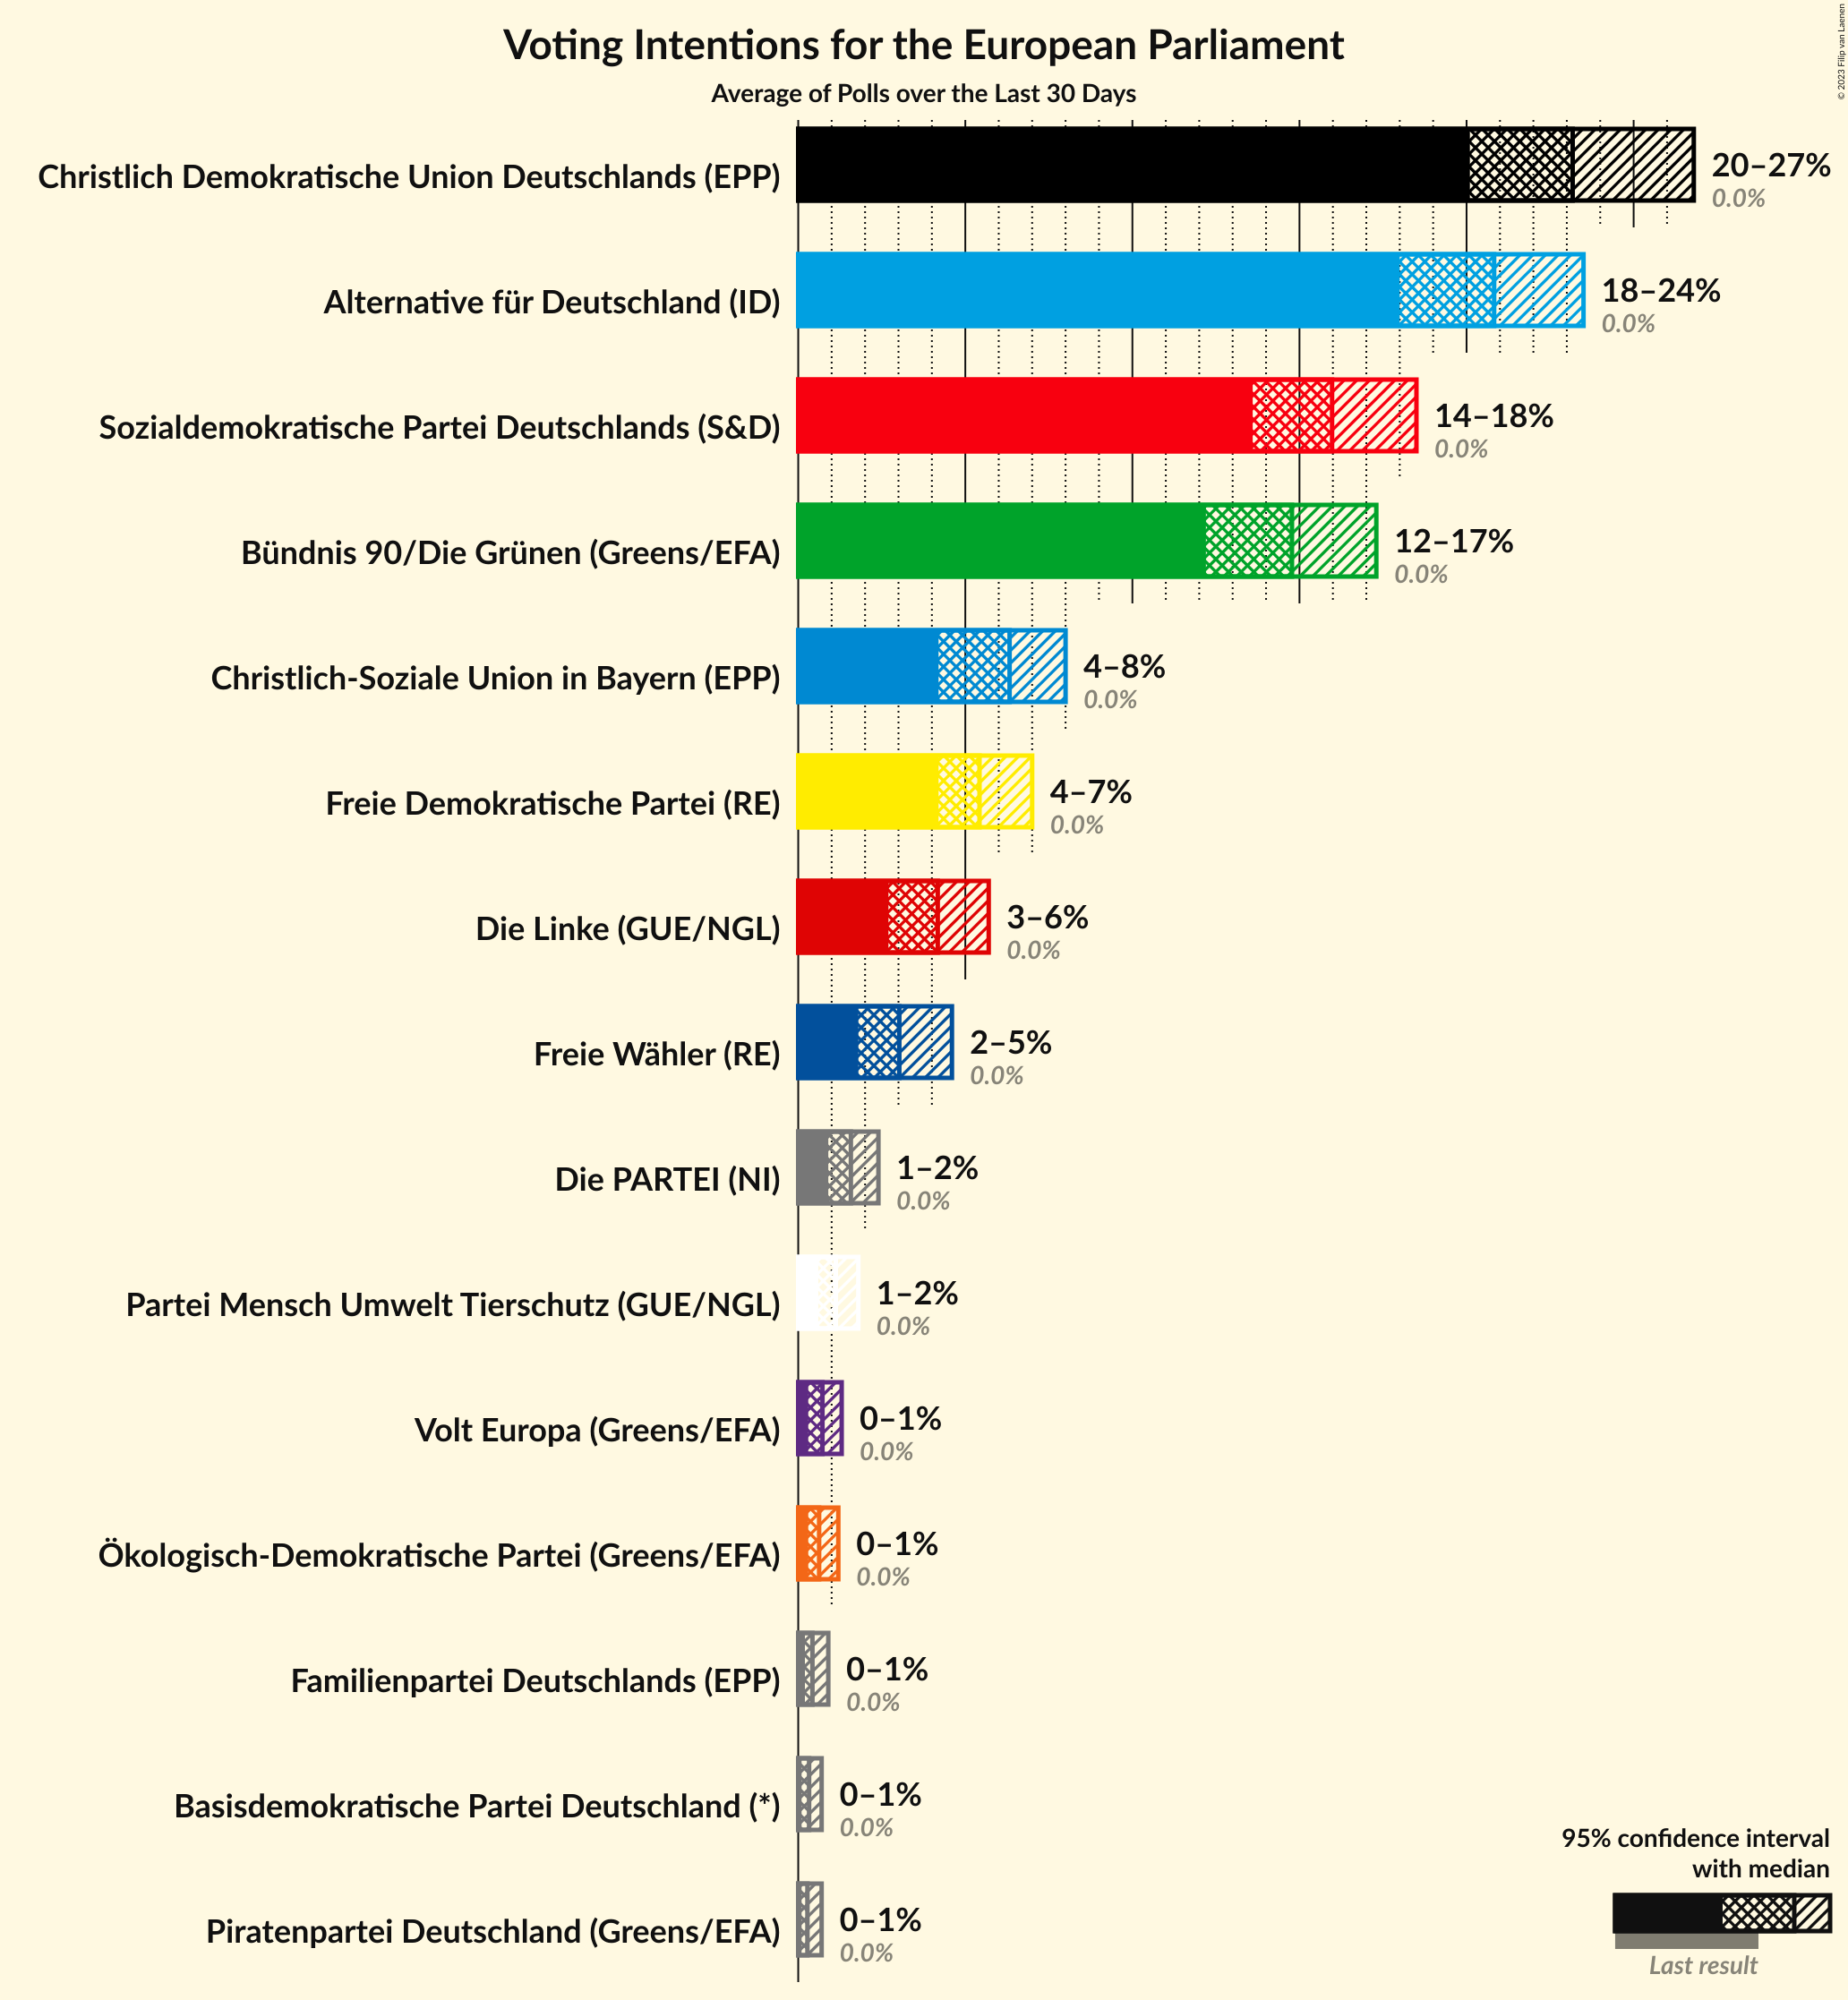 © 2023 Filip van Laenen
Voting Intentions for the European Parliament
Average of Polls over the Last 30 Days
Christlich Demokratische Union Deutschlands (EPP)
20–27%
0.0%
Alternative für Deutschland (ID)
18–24%
0.0%
Sozialdemokratische Partei Deutschlands (S&D)
14–18%
0.0%
Bündnis 90/Die Grünen (Greens/EFA)
12–17%
0.0%
Christlich-Soziale Union in Bayern (EPP)
4–8%
0.0%
Freie Demokratische Partei (RE)
4–7%
0.0%
Die Linke (GUE/NGL)
3–6%
0.0%
Freie Wähler (RE)
2–5%
0.0%
Die PARTEI (NI)
1–2%
0.0%
Partei Mensch Umwelt Tierschutz (GUE/NGL)
1–2%
0.0%
Volt Europa (Greens/EFA)
0–1%
0.0%
Ökologisch-Demokratische Partei (Greens/EFA)
0–1%
0.0%
Familienpartei Deutschlands (EPP)
0–1%
0.0%
Basisdemokratische Partei Deutschland (*)
0–1%
0.0%
Piratenpartei Deutschland (Greens/EFA)
0–1%
0.0%
95% confidence interval
with median
Last result